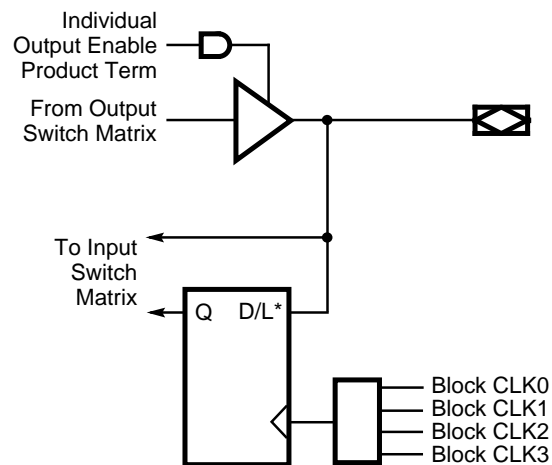 Individual
Output Enable
Product Term
From Output
Switch Matrix
To Input
Switch
Matrix
Q D/L*
Block CLK0
Block CLK1
Block CLK2
Block CLK3